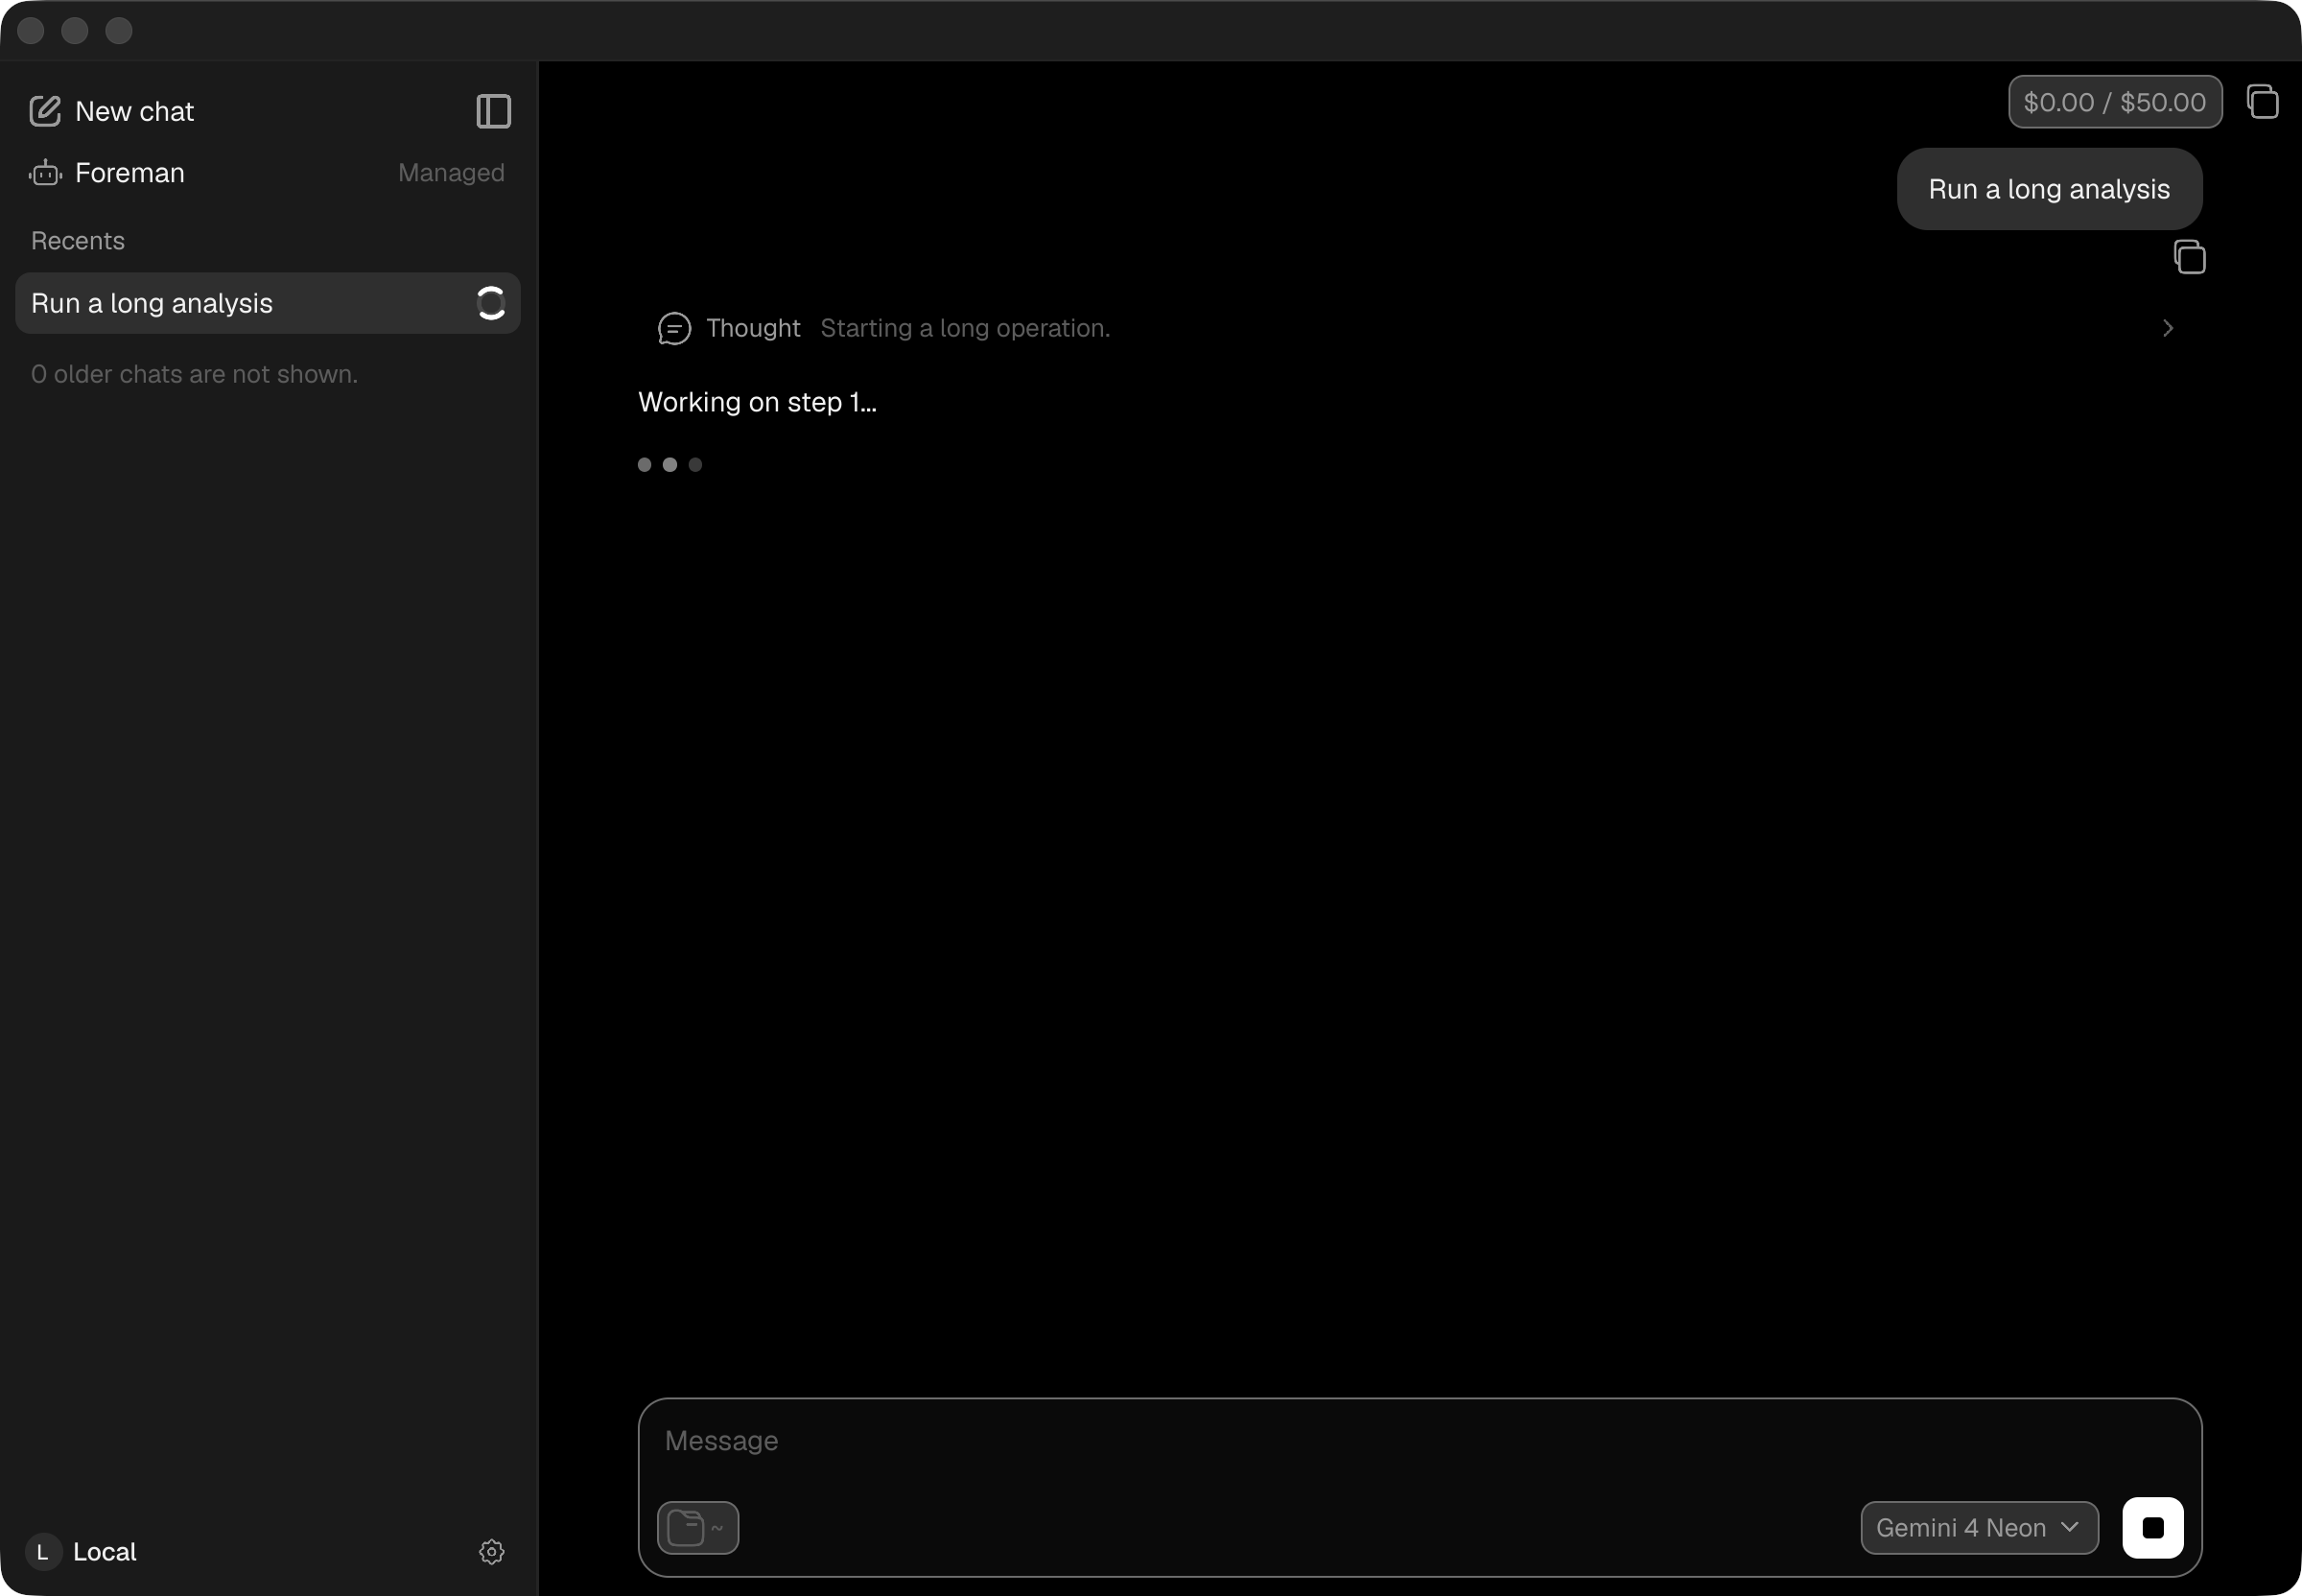 New chat
Foreman Managed
Recents
Run a long analysis
0 older chats are not shown.
L Local
$0.00 / $50.00
Run a long analysis
Thought Starting a long operation.
Working on step 1...
Message
~
Gemini 4 Neon